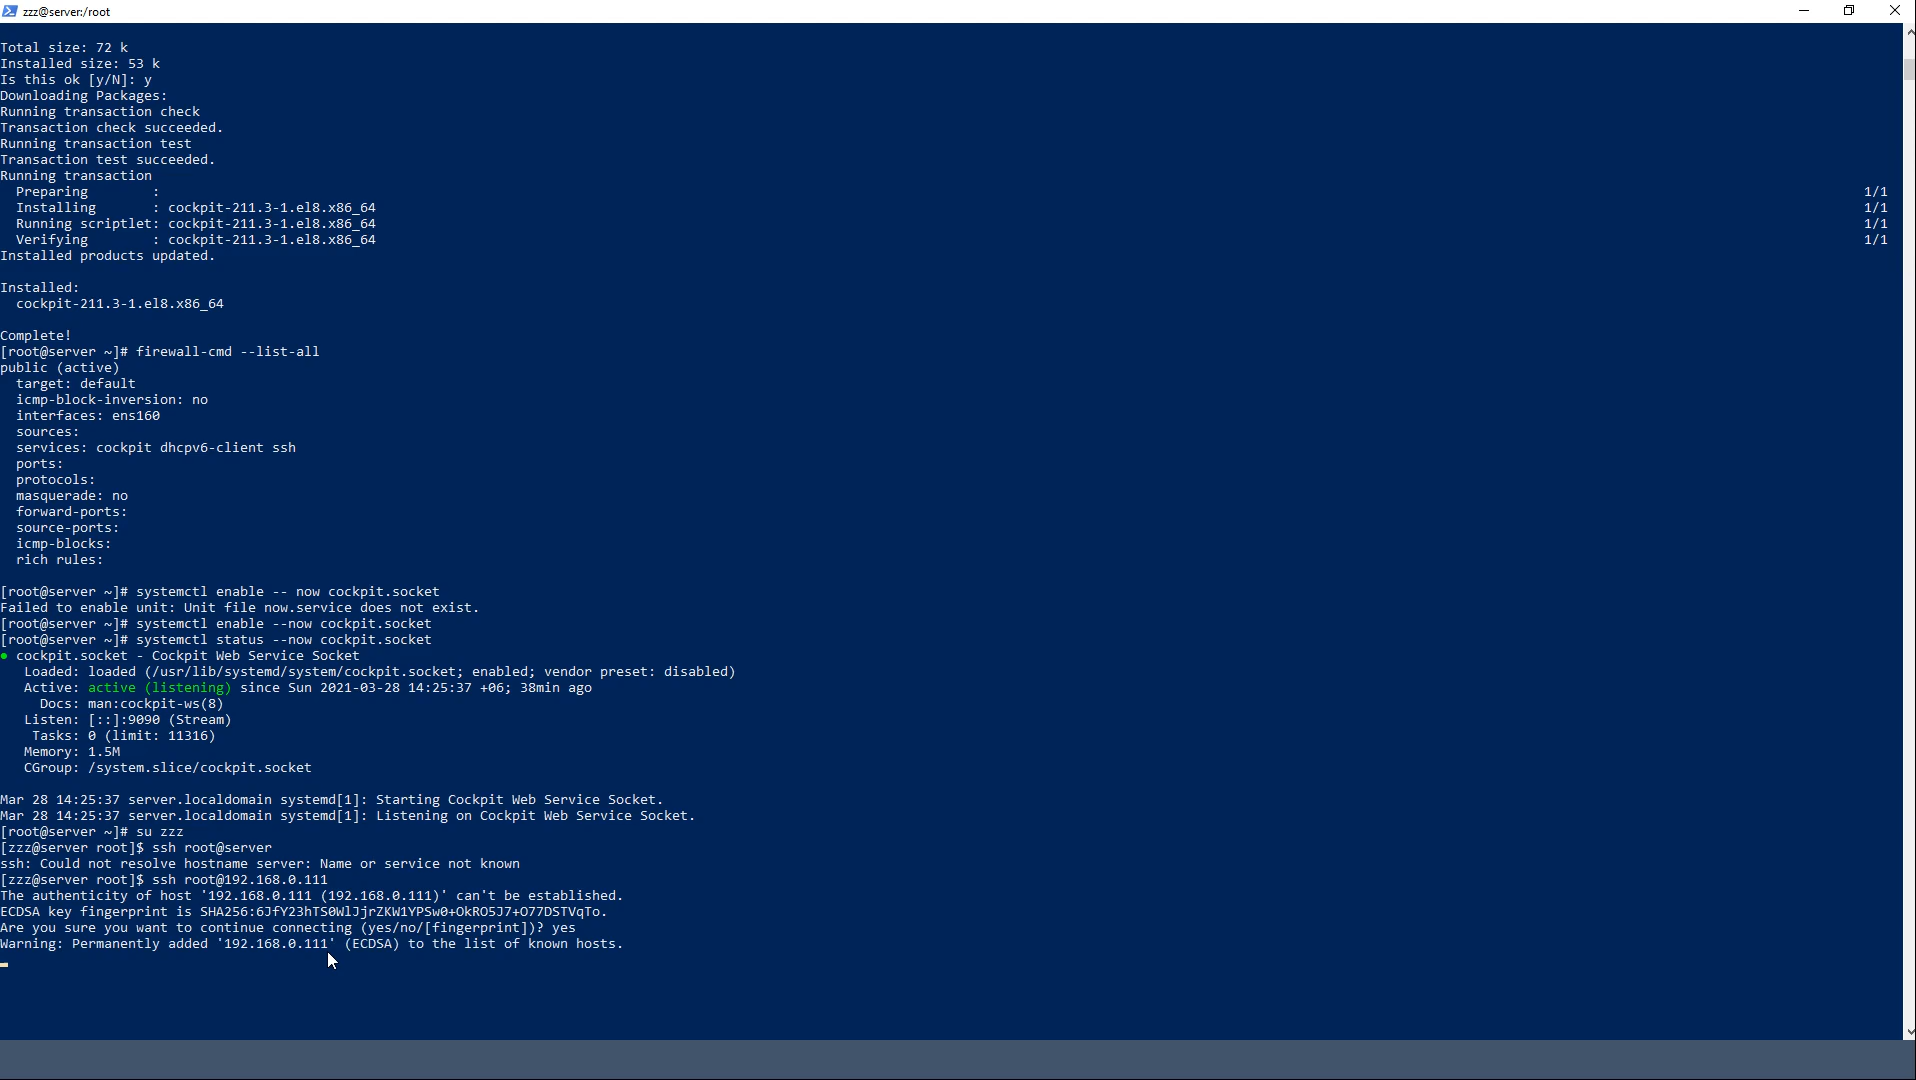 zzz@server:/root
Total size: 72 k
Installed size: 53 k
Is this ok [y/N]: y
Downloading Packages:
Running transaction check
Transaction check succeeded.
Running transaction test
Transaction test succeeded.
Running transaction
  Preparing        :                                                                 1/1
  Installing       : cockpit-211.3-1.el8.x86_64                                      1/1
  Running scriptlet: cockpit-211.3-1.el8.x86_64                                      1/1
  Verifying        : cockpit-211.3-1.el8.x86_64                                      1/1
Installed products updated.
Installed:
  cockpit-211.3-1.el8.x86_64
Complete!
[root@server ~]# firewall-cmd --list-all
public (active)
  target: default
  icmp-block-inversion: no
  interfaces: ens160
  sources:
  services: cockpit dhcpv6-client ssh
  ports:
  protocols:
  masquerade: no
  forward-ports:
  source-ports:
  icmp-blocks:
  rich rules:
[root@server ~]# systemctl enable -- now cockpit.socket
Failed to enable unit: Unit file now.service does not exist.
[root@server ~]# systemctl enable --now cockpit.socket
[root@server ~]# systemctl status --now cockpit.socket
● cockpit.socket - Cockpit Web Service Socket
   Loaded: loaded (/usr/lib/systemd/system/cockpit.socket; enabled; vendor preset: disabled)
   Active: active (listening) since Sun 2021-03-28 14:25:37 +06; 38min ago
     Docs: man:cockpit-ws(8)
   Listen: [::]:9090 (Stream)
    Tasks: 0 (limit: 11316)
   Memory: 1.5M
   CGroup: /system.slice/cockpit.socket
Mar 28 14:25:37 server.localdomain systemd[1]: Starting Cockpit Web Service Socket.
Mar 28 14:25:37 server.localdomain systemd[1]: Listening on Cockpit Web Service Socket.
[root@server ~]# su zzz
[zzz@server root]$ ssh root@server
ssh: Could not resolve hostname server: Name or service not known
[zzz@server root]$ ssh root@192.168.0.111
The authenticity of host '192.168.0.111 (192.168.0.111)' can't be established.
ECDSA key fingerprint is SHA256:6JfY23hTS0WlJjrZKW1YPSw0+OkRO5J7+O77DSTVqTo.
Are you sure you want to continue connecting (yes/no/[fingerprint])? yes
Warning: Permanently added '192.168.0.111' (ECDSA) to the list of known hosts.